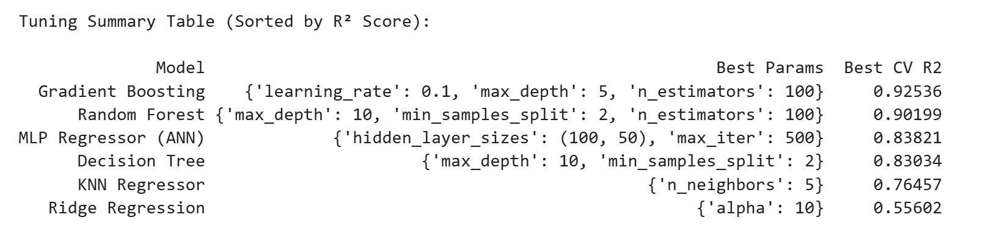 Tuning Summary Table (Sorted by R² Score):
Model Best Params Best CV R2
Gradient Boosting {'learning_rate': 0.1, 'max_depth': 5, 'n_estimators': 100} 0.92536
Random Forest {'max_depth': 10, 'min_samples_split': 2, 'n_estimators': 100} 0.90199
MLP Regressor (ANN) {'hidden_layer_sizes': (100, 50), 'max_iter': 500} 0.83821
Decision Tree {'max_depth': 10, 'min_samples_split': 2} 0.83034
KNN Regressor {'n_neighbors': 5} 0.76457
Ridge Regression {'alpha': 10} 0.55602